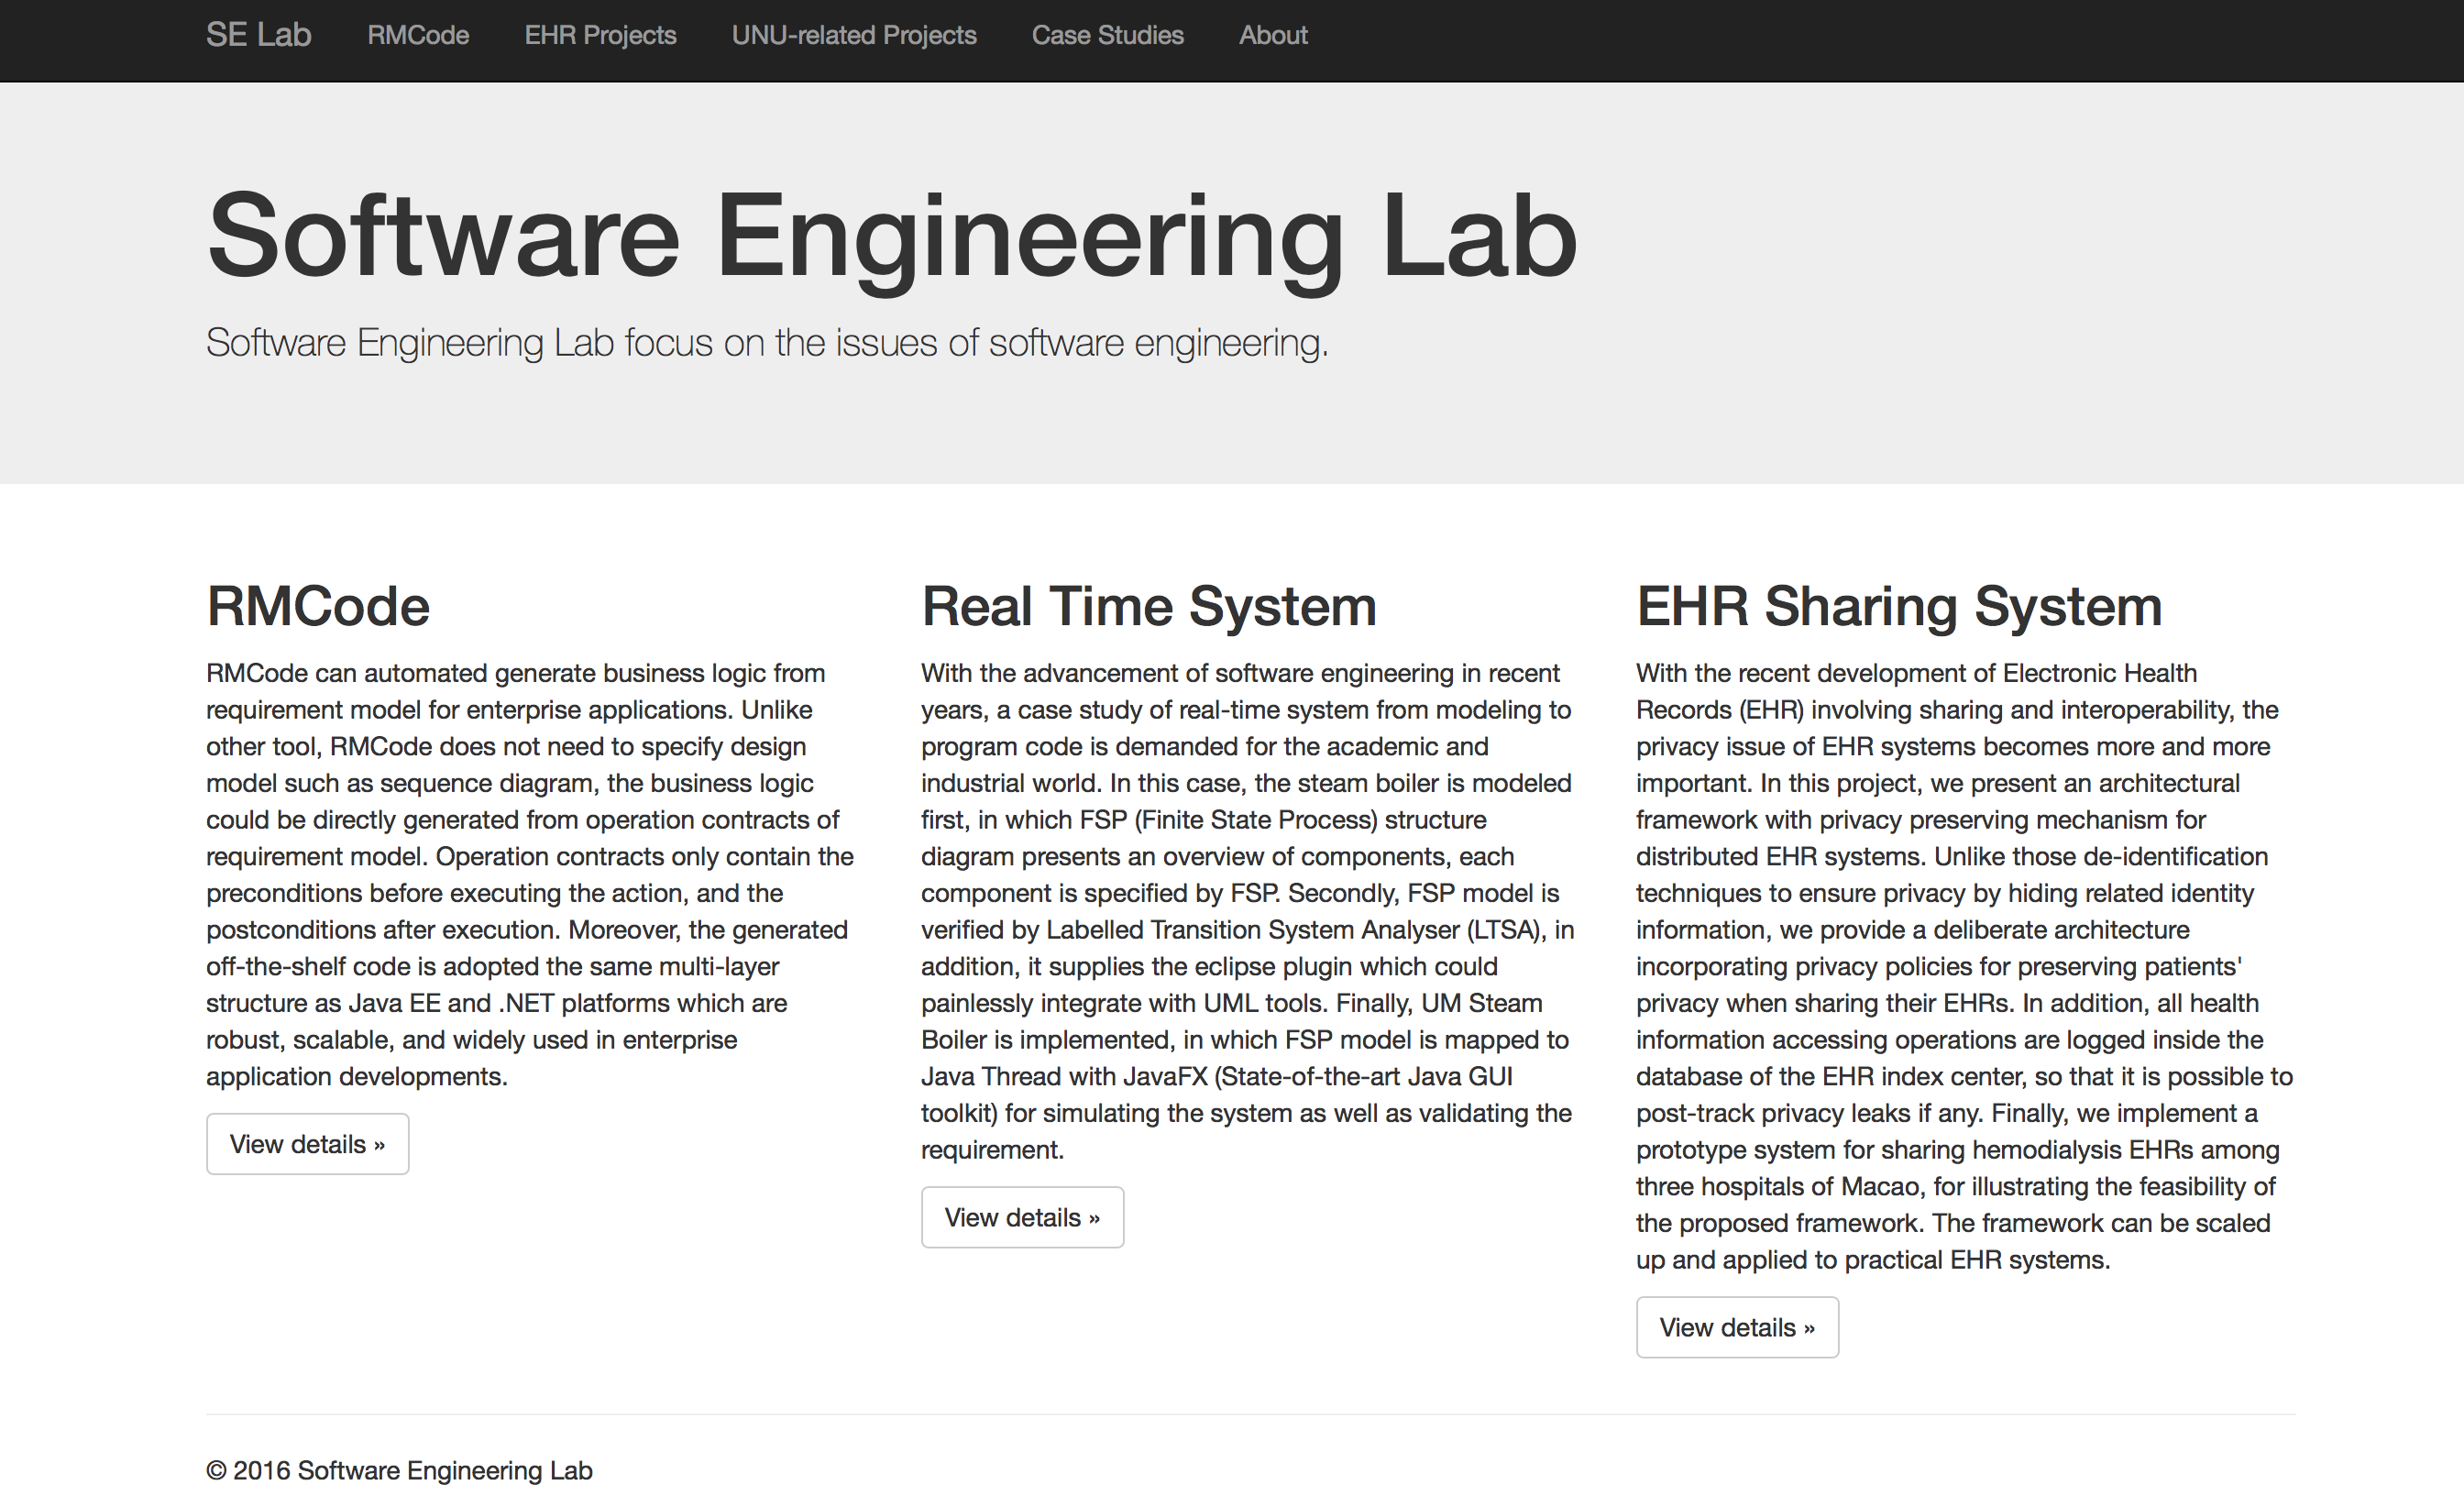 SE Lab RMCode EHR Projects UNU-related Projects Case Studies About
Software Engineering Lab
Software Engineering Lab focus on the issues of software engineering.
RMCode
RMCode can automated generate business logic from
requirement model for enterprise applications. Unlike
other tool, RMCode does not need to specify design
model such as sequence diagram, the business logic
could be directly generated from operation contracts of
requirement model. Operation contracts only contain the
preconditions before executing the action, and the
postconditions after execution. Moreover, the generated
off-the-shelf code is adopted the same multi-layer
structure as Java EE and .NET platforms which are
robust, scalable, and widely used in enterprise
application developments.
View details »
Real Time System
With the advancement of software engineering in recent
years, a case study of real-time system from modeling to
program code is demanded for the academic and
industrial world. In this case, the steam boiler is modeled
first, in which FSP (Finite State Process) structure
diagram presents an overview of components, each
component is specified by FSP. Secondly, FSP model is
verified by Labelled Transition System Analyser (LTSA), in
addition, it supplies the eclipse plugin which could
painlessly integrate with UML tools. Finally, UM Steam
Boiler is implemented, in which FSP model is mapped to
Java Thread with JavaFX (State-of-the-art Java GUI
toolkit) for simulating the system as well as validating the
requirement.
View details »
EHR Sharing System
With the recent development of Electronic Health
Records (EHR) involving sharing and interoperability, the
privacy issue of EHR systems becomes more and more
important. In this project, we present an architectural
framework with privacy preserving mechanism for
distributed EHR systems. Unlike those de-identification
techniques to ensure privacy by hiding related identity
information, we provide a deliberate architecture
incorporating privacy policies for preserving patients'
privacy when sharing their EHRs. In addition, all health
information accessing operations are logged inside the
database of the EHR index center, so that it is possible to
post-track privacy leaks if any. Finally, we implement a
prototype system for sharing hemodialysis EHRs among
three hospitals of Macao, for illustrating the feasibility of
the proposed framework. The framework can be scaled
up and applied to practical EHR systems.
View details »
© 2016 Software Engineering Lab